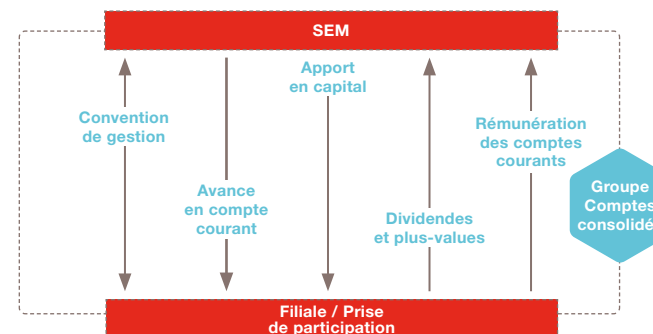 SEM
Convention
de gestion
Avance
en compte
courant
Apport
en capital
Dividendes
et plus-values
Rémunération
des comptes
courants
Groupe
Comptes
consolidé
Filiale / Prise
de participation